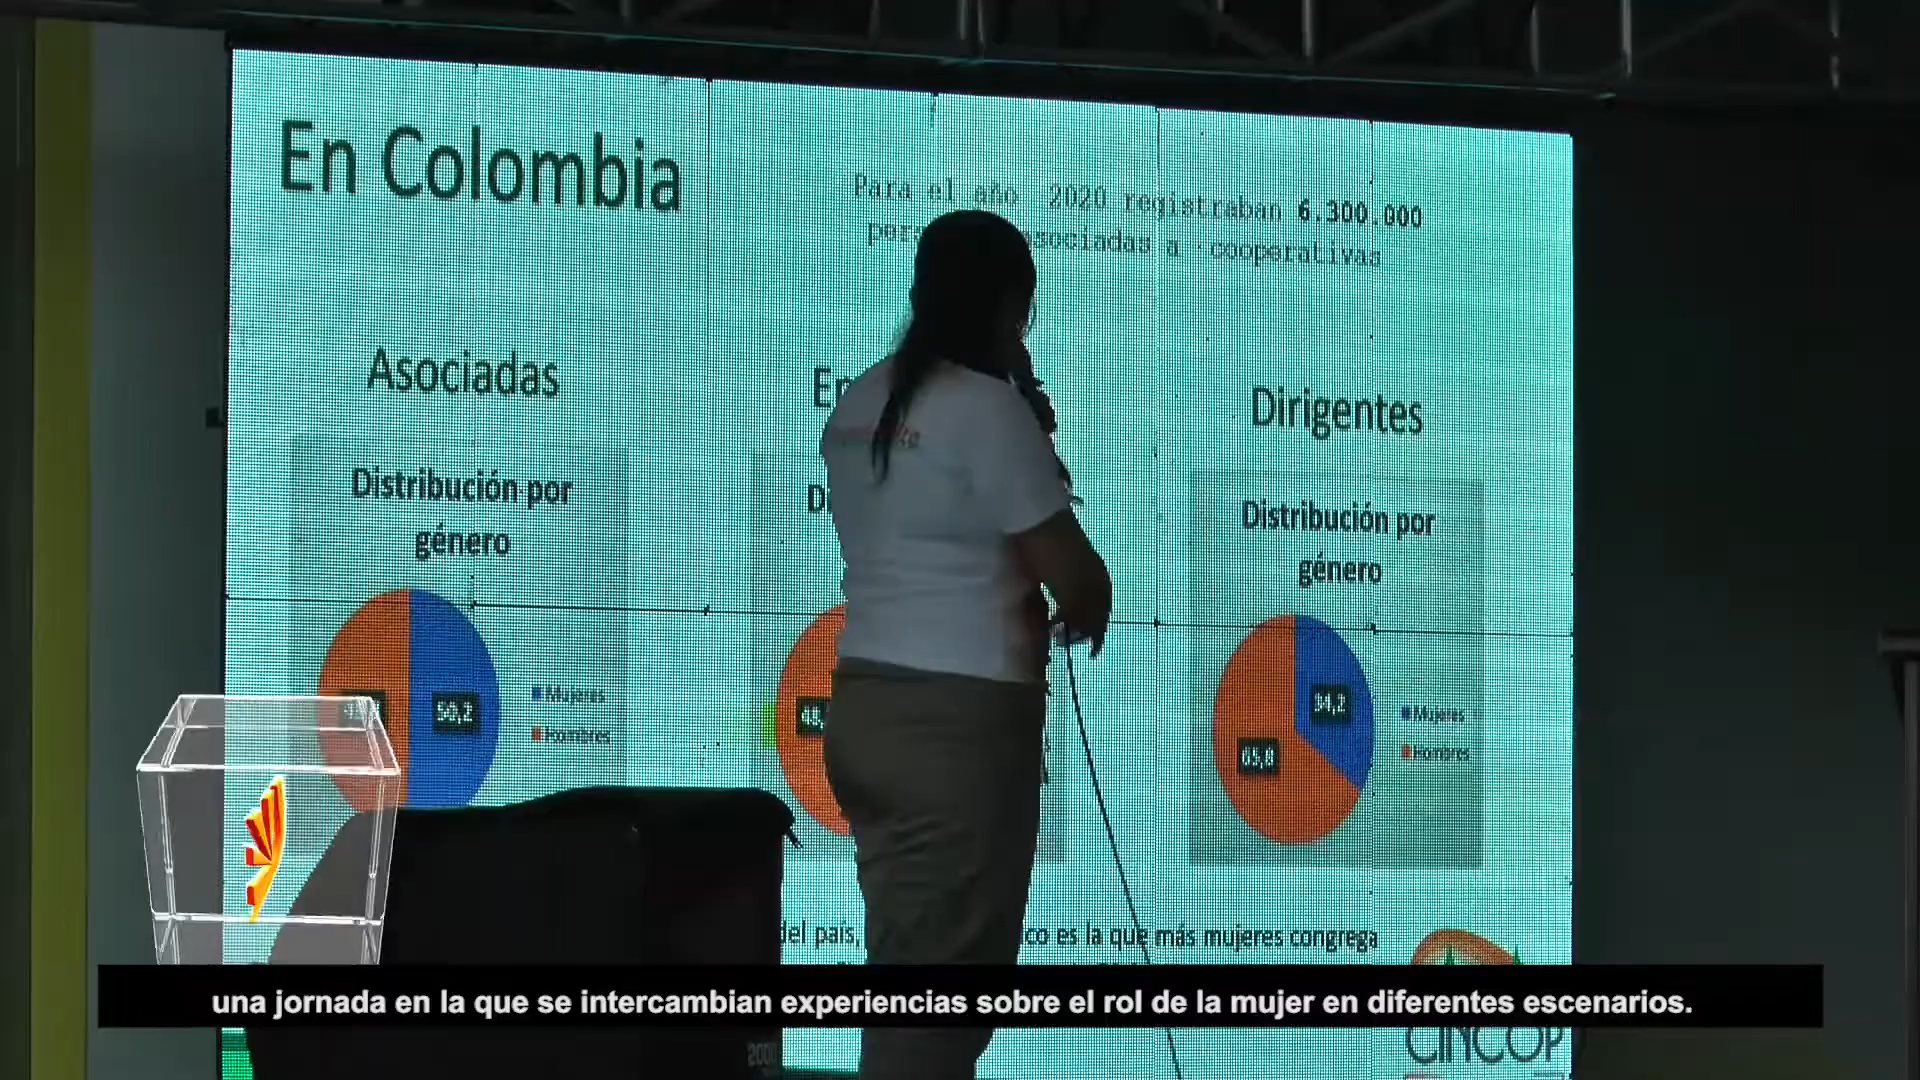 En Colombia
Para el año 2020 registraban 6.300.000
asociadas a cooperativas
Asociadas
Dirigentes
Distribución por
género
Distribución por
género
50,2
Mujeres
Hombres
34,2
65,8
Mujeres
Hombres
del país,
es la que más mujeres congrega
una jornada en la que se intercambian experiencias sobre el rol de la mujer en diferentes escenarios.
CINCOP